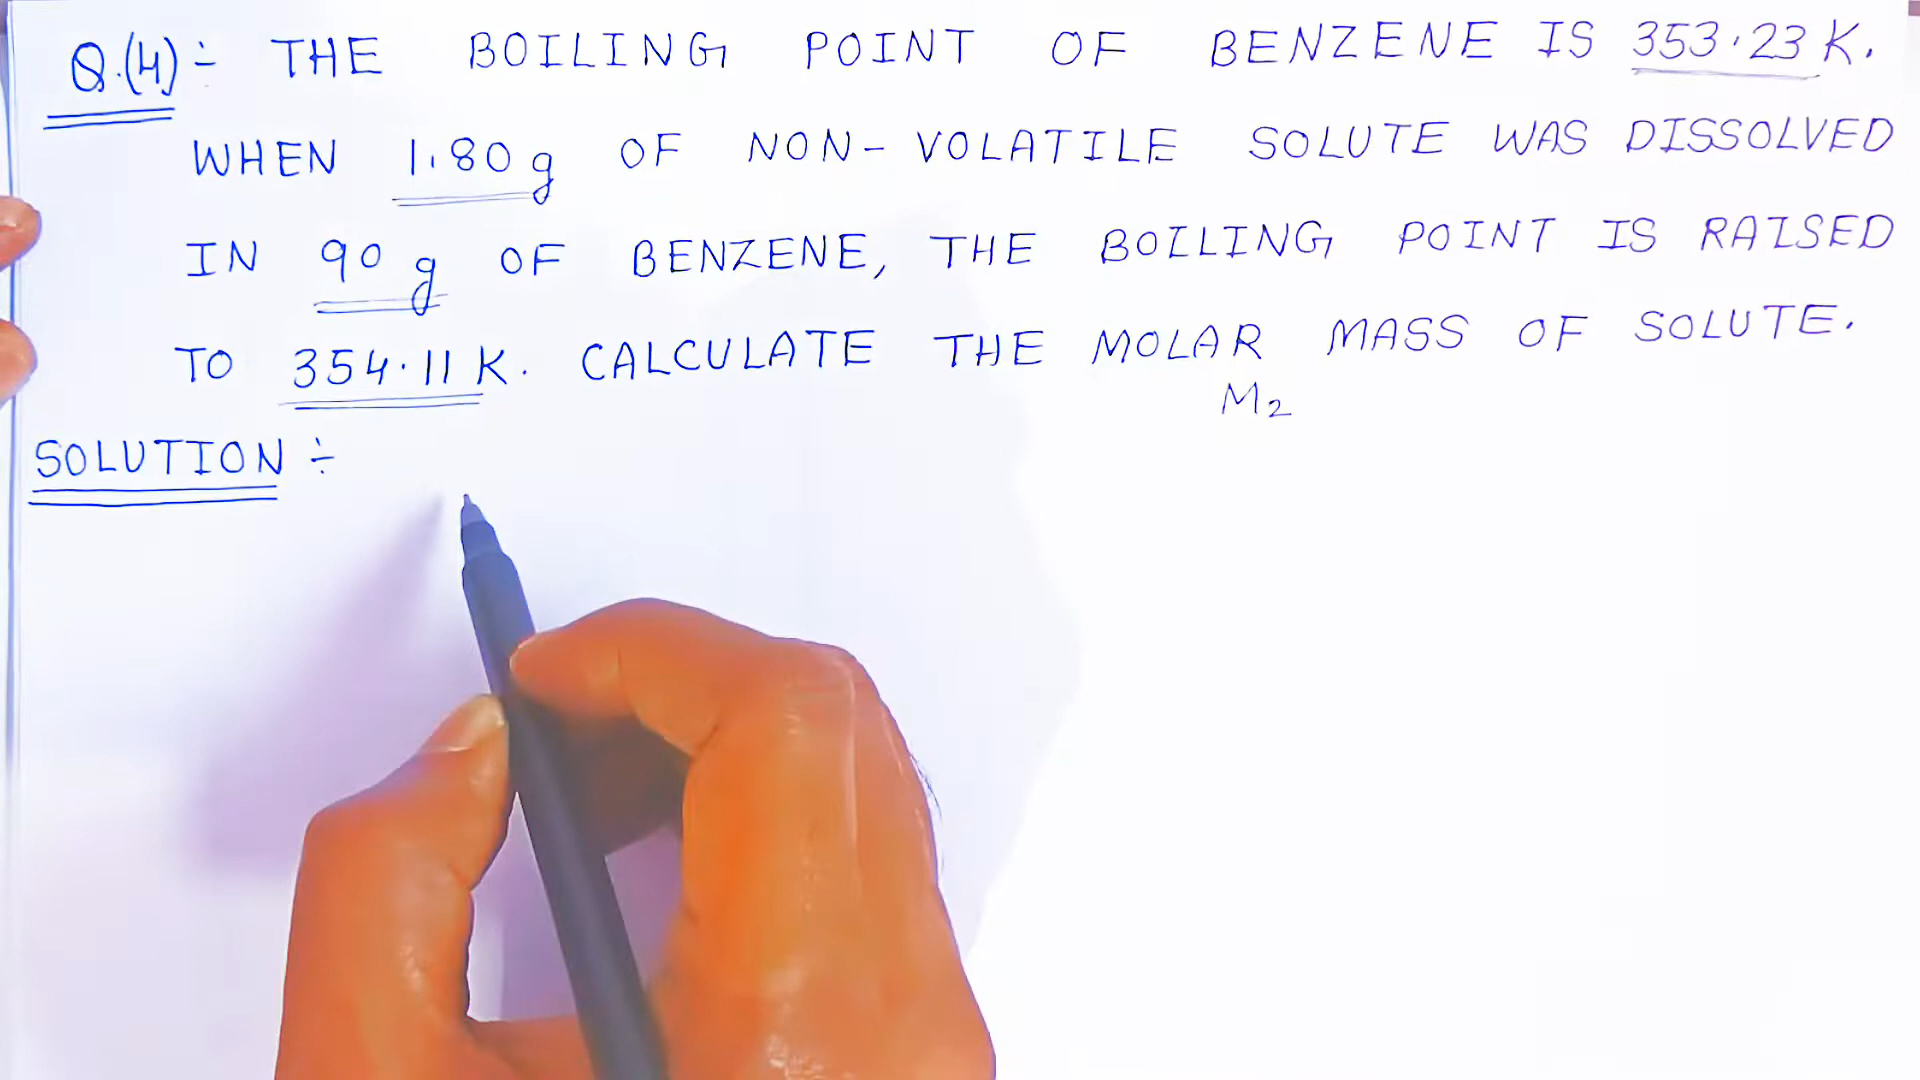 Q.(4):- THE BOILING POINT OF BENZENE IS 353.23 K.
WHEN 1.80 g OF NON-VOLATILE SOLUTE WAS DISSOLVED
IN 90 g OF BENZENE, THE BOILING POINT IS RAISED
TO 354.11 K. CALCULATE THE MOLAR MASS OF SOLUTE.
M2
SOLUTION ÷